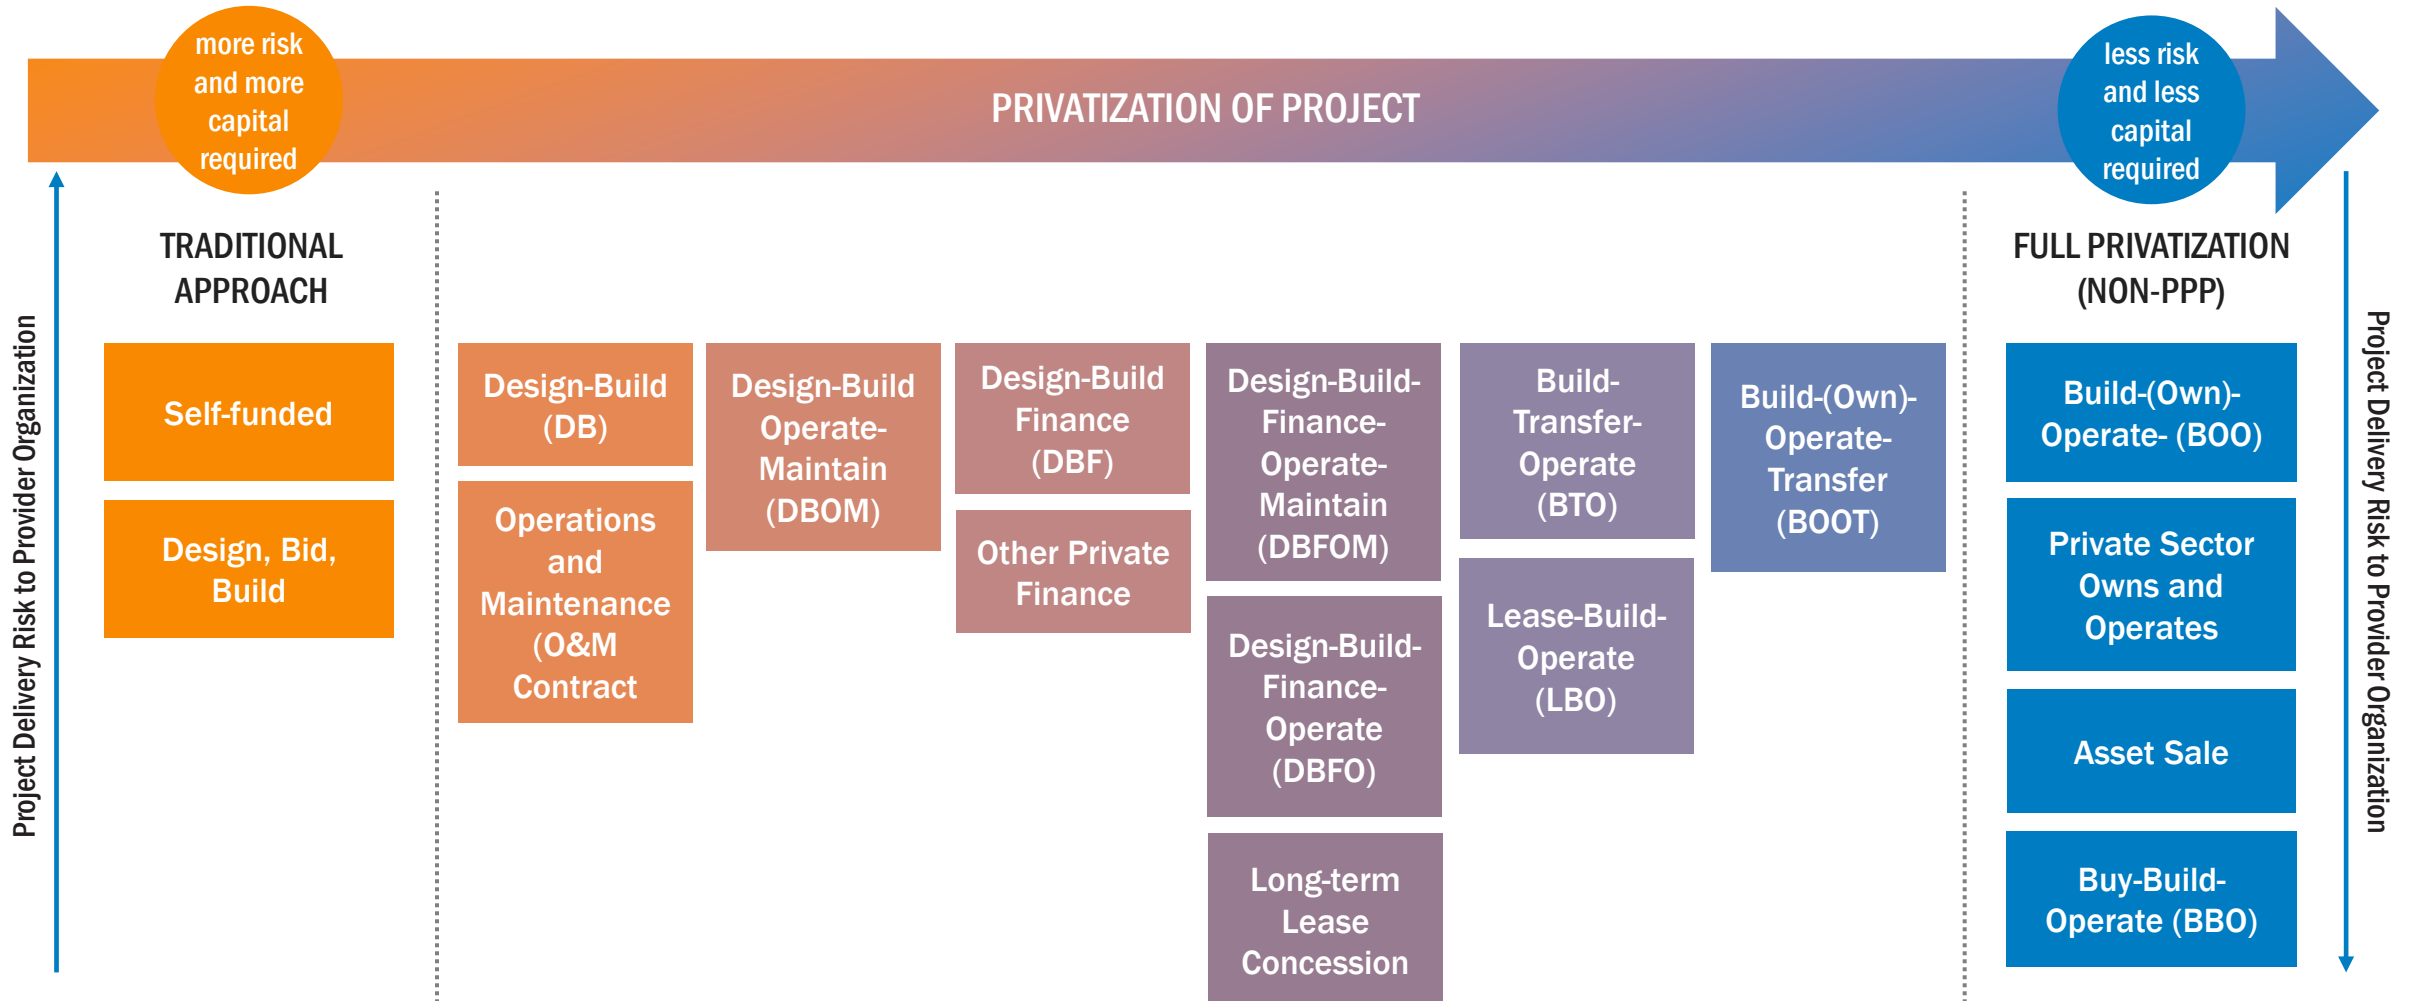 more risk
and more
capital
required
PRIVATIZATION OF PROJECT
less risk
and less
capital
required
Project Delivery Risk to Provider Organization
TRADITIONAL
APPROACH
Self-funded
Design, Bid,
Build
Design-Build
(DB)
Operations
and
Maintenance
(O&M
Contract
Design-Build
Operate-
Maintain
(DBOM)
Design-Build
Finance
(DBF)
Other Private
Finance
Design-Build-
Finance-
Operate-
Maintain
(DBFOM)
Design-Build-
Finance-
Operate
(DBFO)
Long-term
Lease
Concession
Build-
Transfer-
Operate
(BTO)
Lease-Build-
Operate
(LBO)
Build-(Own)-
Operate-
Transfer
(BOOT)
FULL PRIVATIZATION
(NON-PPP)
Build-(Own)-
Operate- (BOO)
Private Sector
Owns and
Operates
Asset Sale
Buy-Build-
Operate (BBO)
Project Delivery Risk to Provider Organization